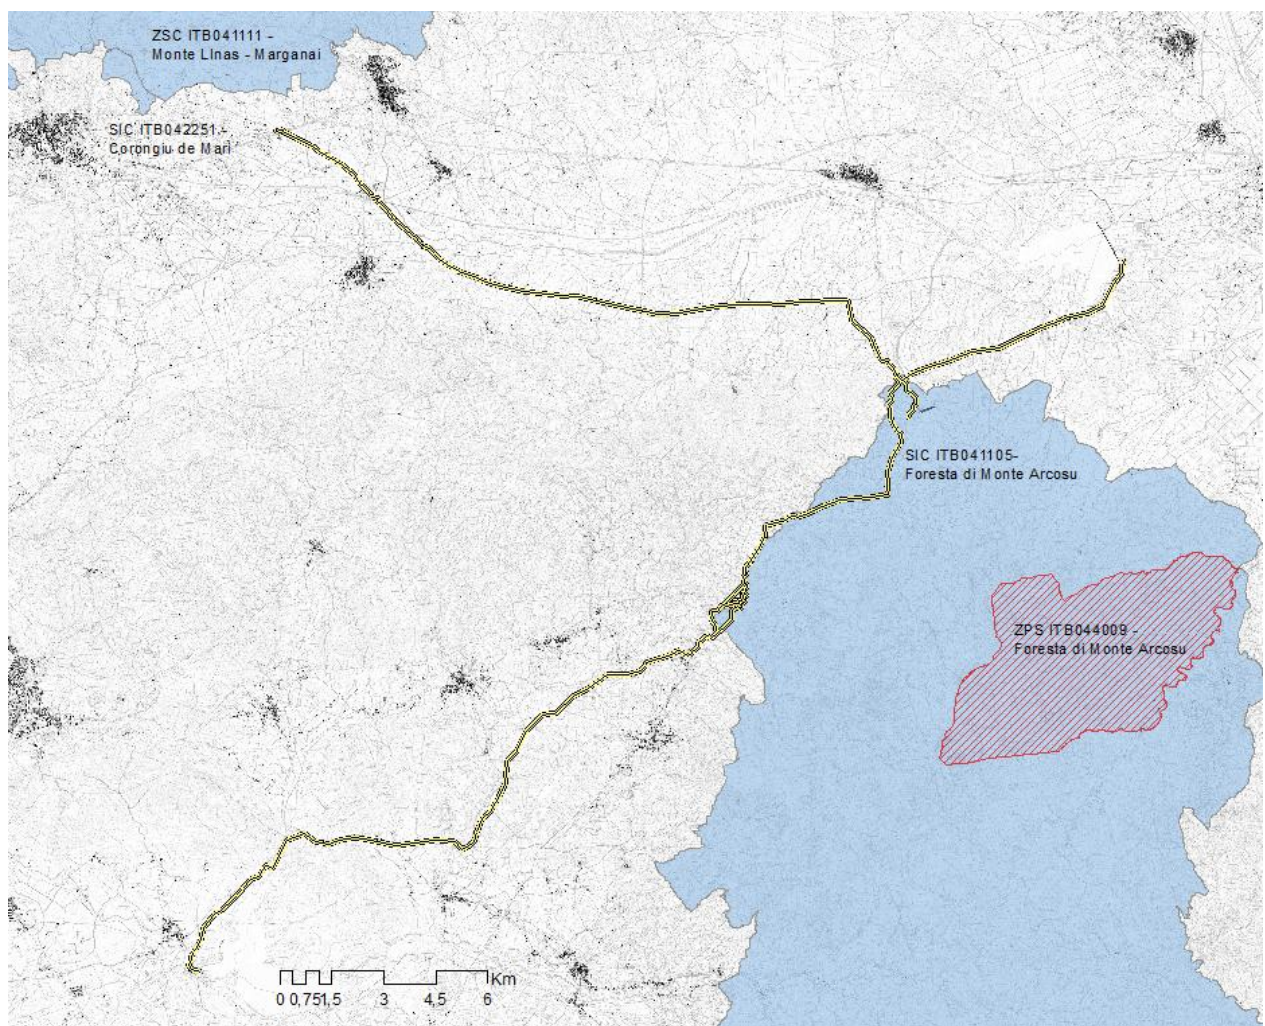 ZSC ITB041111 -
Monte LInas - Marganai
SIC ITB042251 -
Corongiu de Mari
SIC ITB041105-
Foresta di Monte Arcosu
ZPS ITB044009 -
Foresta di Monte Arcosu
Km
0 0,751,5 3 4,5 6